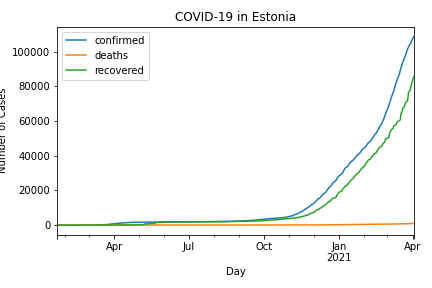 COVID-19 in Estonia
confirmed
deaths
recovered
100000
80000
60000
40000
20000
0
Number of Cases
Apr
Jul
Oct
Jan
2021
Apr
Day